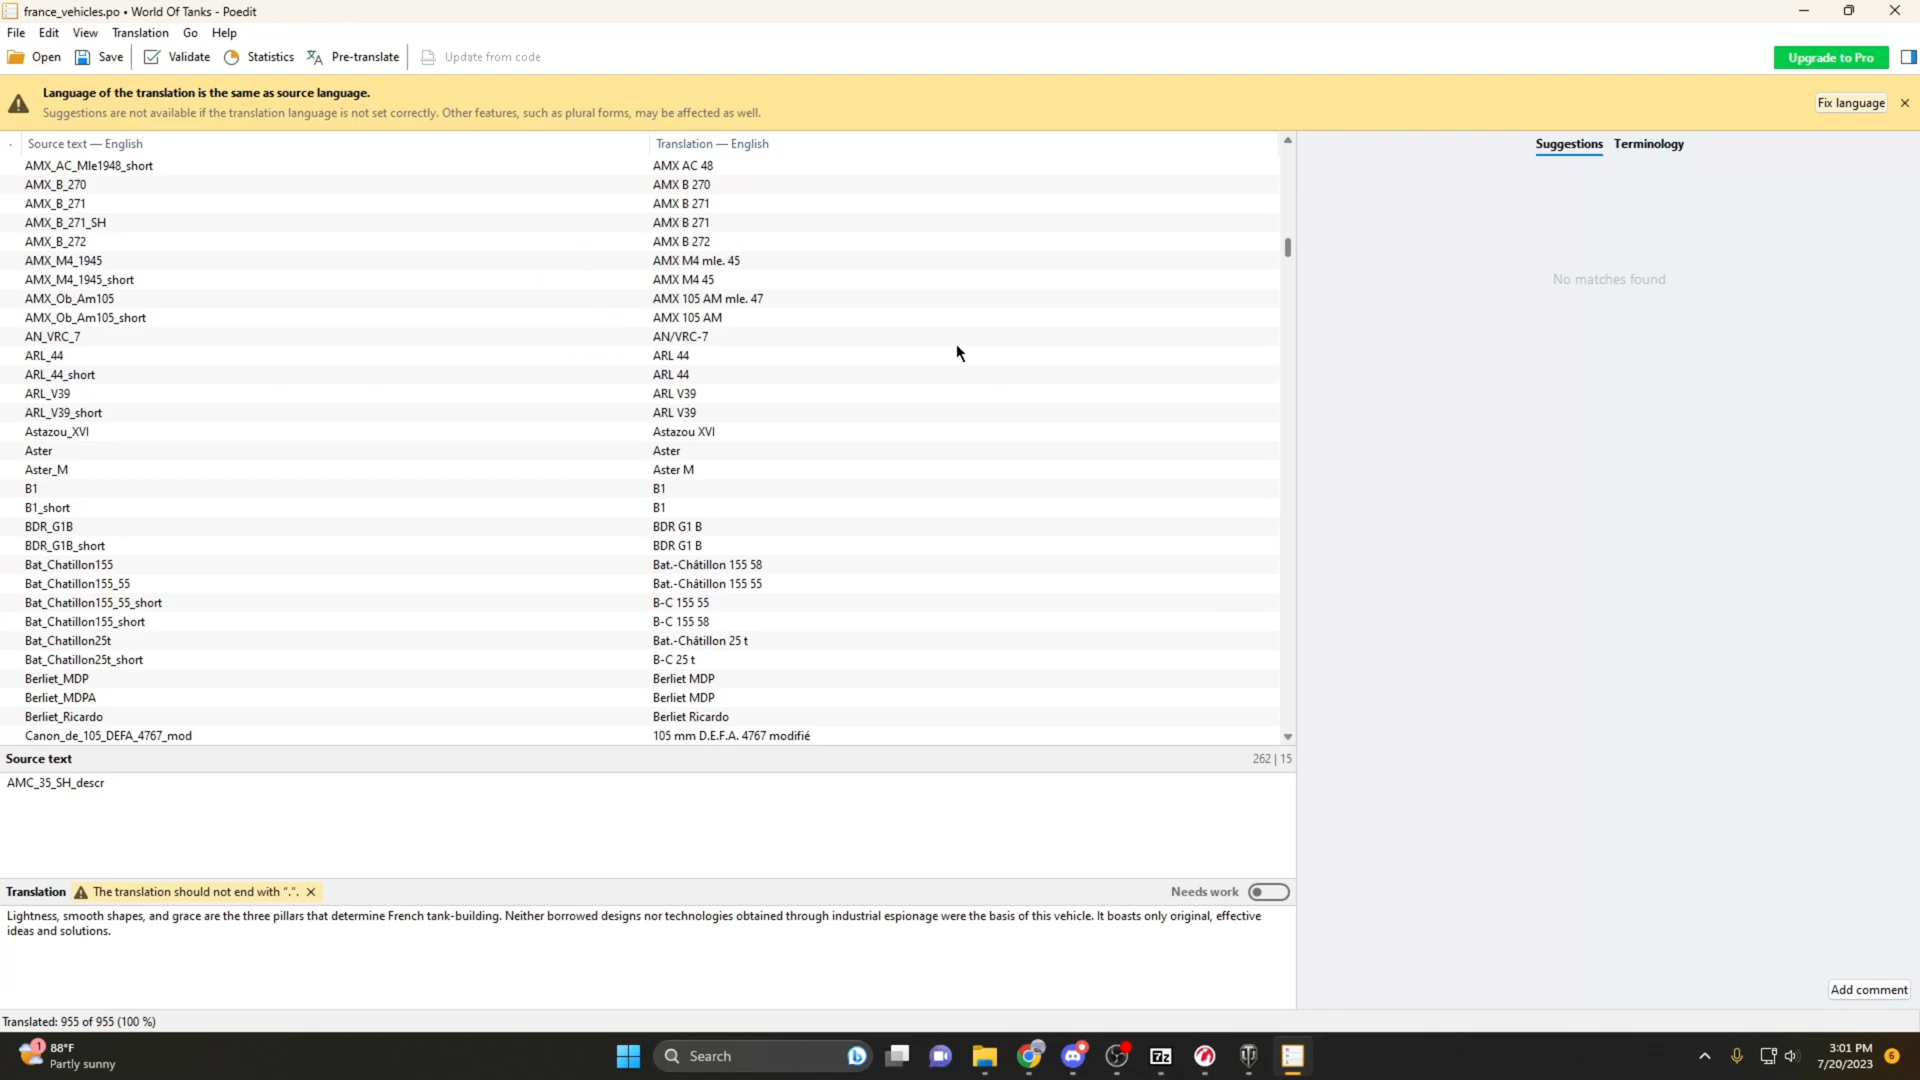 france_vehicles.po • World Of Tanks - Poedit
File Edit View Translation Go Help
Open Save Validate Statistics Pre-translate Update from code Upgrade to Pro
Language of the translation is the same as source language.
Suggestions are not available if the translation language is not set correctly. Other features, such as plural forms, may be affected as well.
Fix language
Source text — English Translation — English
AMX_AC_Mle1948_short AMX AC 48
AMX_B_270 AMX B 270
AMX_B_271 AMX B 271
AMX_B_271_SH AMX B 271
AMX_B_272 AMX B 272
AMX_M4_1945 AMX M4 mle. 45
AMX_M4_1945_short AMX M4 45
AMX_Ob_Am105 AMX 105 AM mle. 47
AMX_Ob_Am105_short AMX 105 AM
AN_VRC_7 AN/VRC-7
ARL_44 ARL 44
ARL_44_short ARL 44
ARL_V39 ARL V39
ARL_V39_short ARL V39
Astazou_XVI Astazou XVI
Aster Aster
Aster_M Aster M
B1 B1
B1_short B1
BDR_G1B BDR G1 B
BDR_G1B_short BDR G1 B
Bat_Chatillon155 Bat.-Châtillon 155 58
Bat_Chatillon155_55 Bat.-Châtillon 155 55
Bat_Chatillon155_55_short B-C 155 55
Bat_Chatillon155_short B-C 155 58
Bat_Chatillon25t Bat.-Châtillon 25 t
Bat_Chatillon25t_short B-C 25 t
Berliet_MDP Berliet MDP
Berliet_MDPA Berliet MDP
Berliet_Ricardo Berliet Ricardo
Canon_de_105_DEFA_4767_mod 105 mm D.E.F.A. 4767 modifié
Suggestions Terminology
No matches found
Source text 262 | 15
AMC_35_SH_descr
Translation The translation should not end with “.”. Needs work
Lightness, smooth shapes, and grace are the three pillars that determine French tank-building. Neither borrowed designs nor technologies obtained through industrial espionage were the basis of this vehicle. It boasts only original, effective
ideas and solutions.
Add comment
Translated: 955 of 955 (100 %)
1 88°F
Partly sunny
Search
7z
3:01 PM
7/20/2023
6